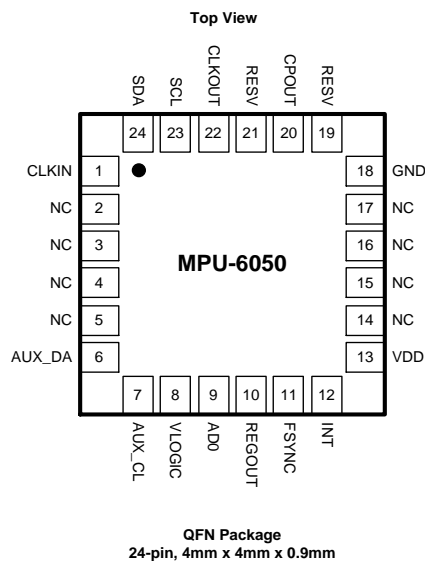 Top View
SDA
SCL
CLKOUT
RESV
CPOUT
RESV
24
23
22
21
20
19
CLKIN 1
18 GND
NC 2
17 NC
NC 3
16 NC
MPU-6050
NC 4
15 NC
NC 5
14 NC
AUX_DA 6
13 VDD
7
8
9
10
11
12
AUX_CL
VLOGIC
AD0
REGOUT
FSYNC
INT
QFN Package
24-pin, 4mm x 4mm x 0.9mm